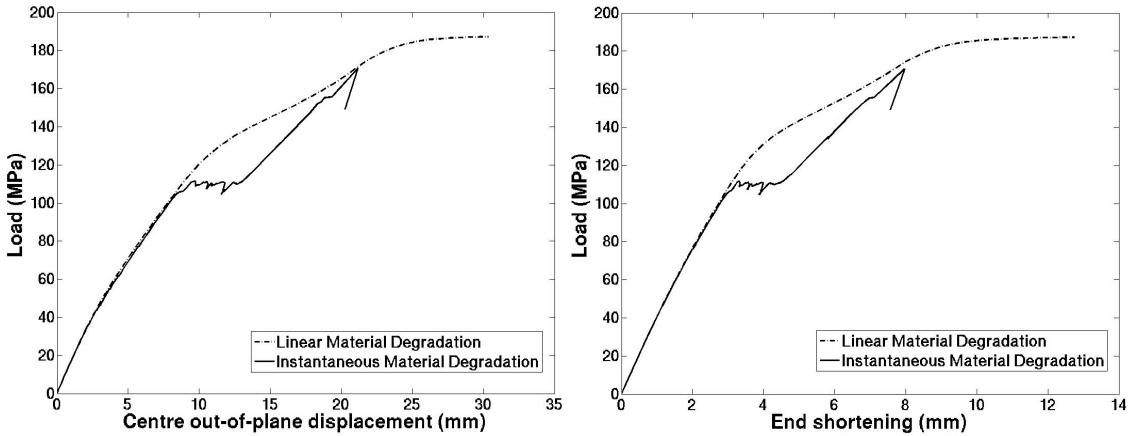 200
180
160
140
120
100
80
60
40
20
0
Load (MPa)
0 5 10 15 20 25 30 35
Centre out-of-plane displacement (mm)
Linear Material Degradation
Instantaneous Material Degradation
200
180
160
140
120
100
80
60
40
20
0
Load (MPa)
0 2 4 6 8 10 12 14
End shortening (mm)
Linear Material Degradation
Instantaneous Material Degradation